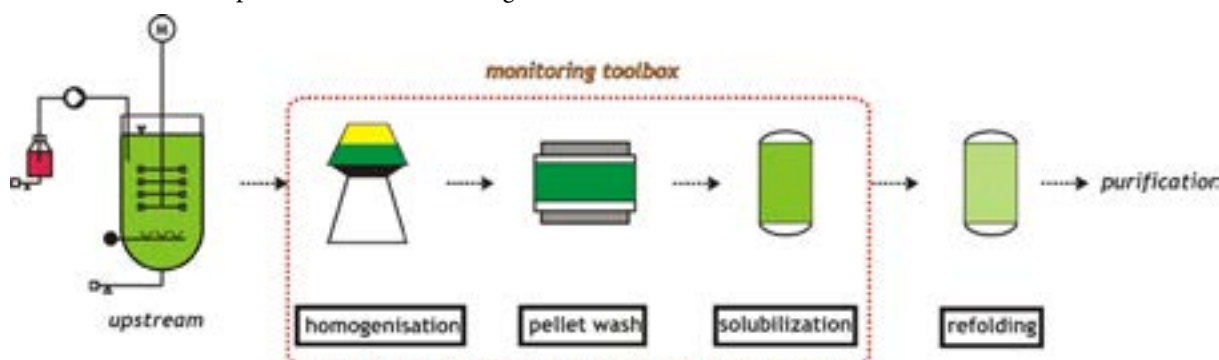 monitoring toolbox
M
purification
upstream
homogenisation
pellet wash
solubilization
refolding